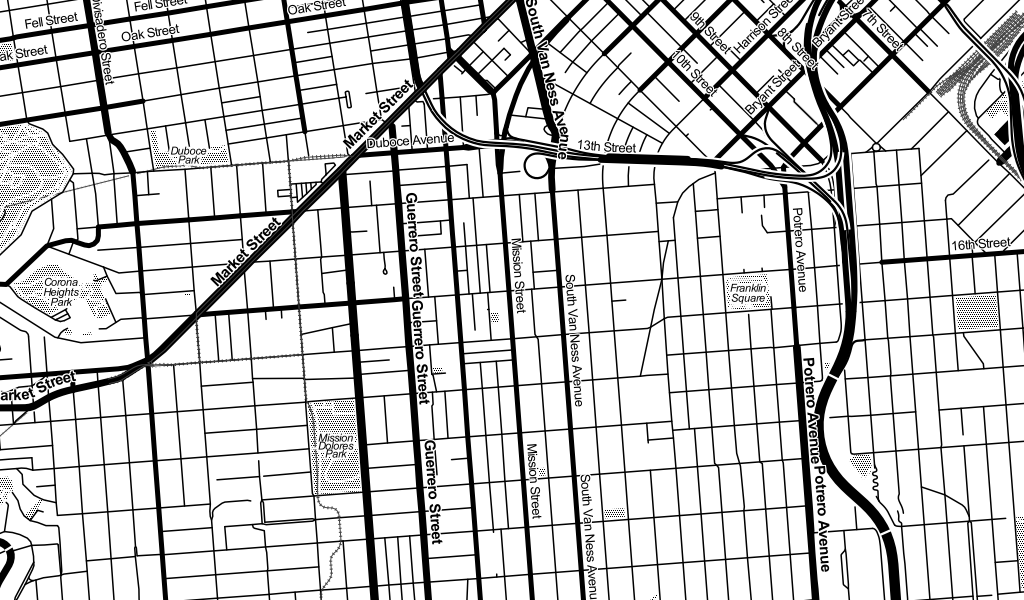 Fell Street
Fell Street
Oak Street
Oak Street
ak Street
Divisadero Street
South Van Ness Avenue
9th Street
Harrison Street
8th Street
Bryant Street
7th Street
10th Street
Bryant Street
Market Street
Duboce Avenue
13th Street
Duboce
Park
Market Street
Guerrero Street
Mission Street
Potrero Avenue
16th Street
Corona
Heights
Park
Franklin
Square
South Van Ness Avenue
Guerrero Street
arket Street
Potrero Avenue
Mission
Dolores
Park
Guerrero Street
Mission Street
South Van Ness Avenue
Potrero Avenue